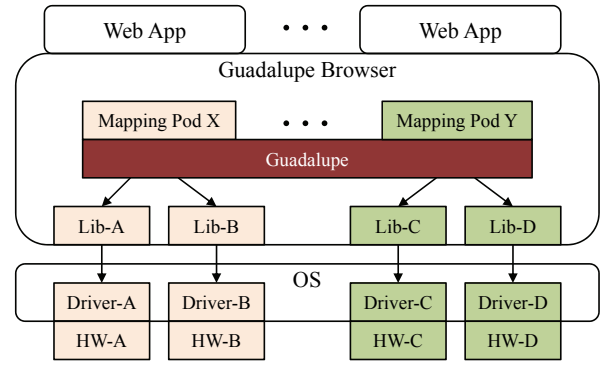 Web App • • • Web App
Guadalupe Browser
Mapping Pod X • • • Mapping Pod Y
Guadalupe
Lib-A Lib-B Lib-C Lib-D
OS
Driver-A Driver-B Driver-C Driver-D
HW-A HW-B HW-C HW-D